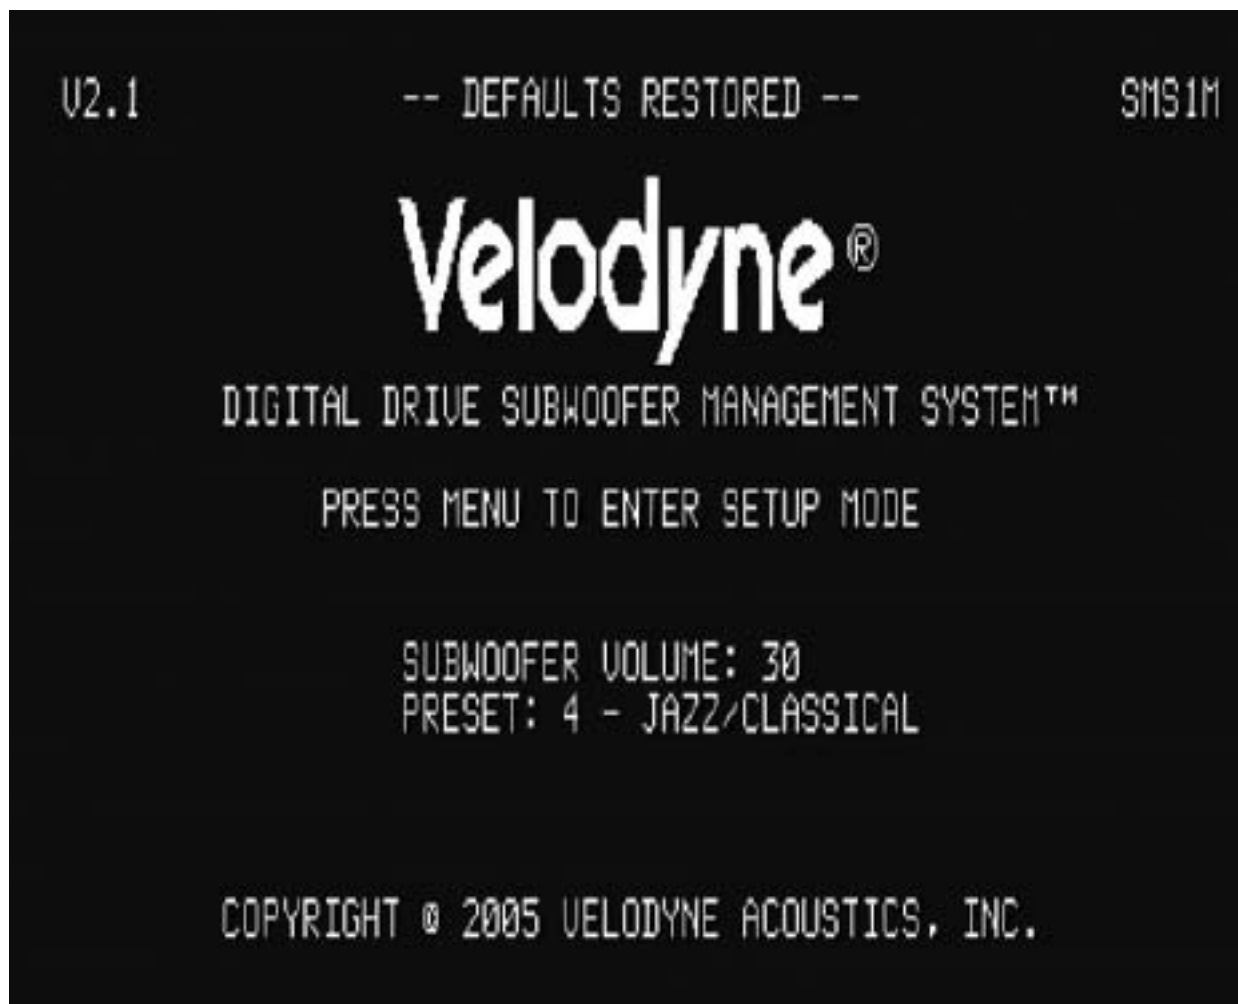 V2.1 -- DEFAULTS RESTORED -- SMS1M
Velodyne®
DIGITAL DRIVE SUBWOOFER MANAGEMENT SYSTEM™
PRESS MENU TO ENTER SETUP MODE
SUBWOOFER VOLUME: 30
PRESET: 4 - JAZZ/CLASSICAL
COPYRIGHT © 2005 VELODYNE ACOUSTICS, INC.